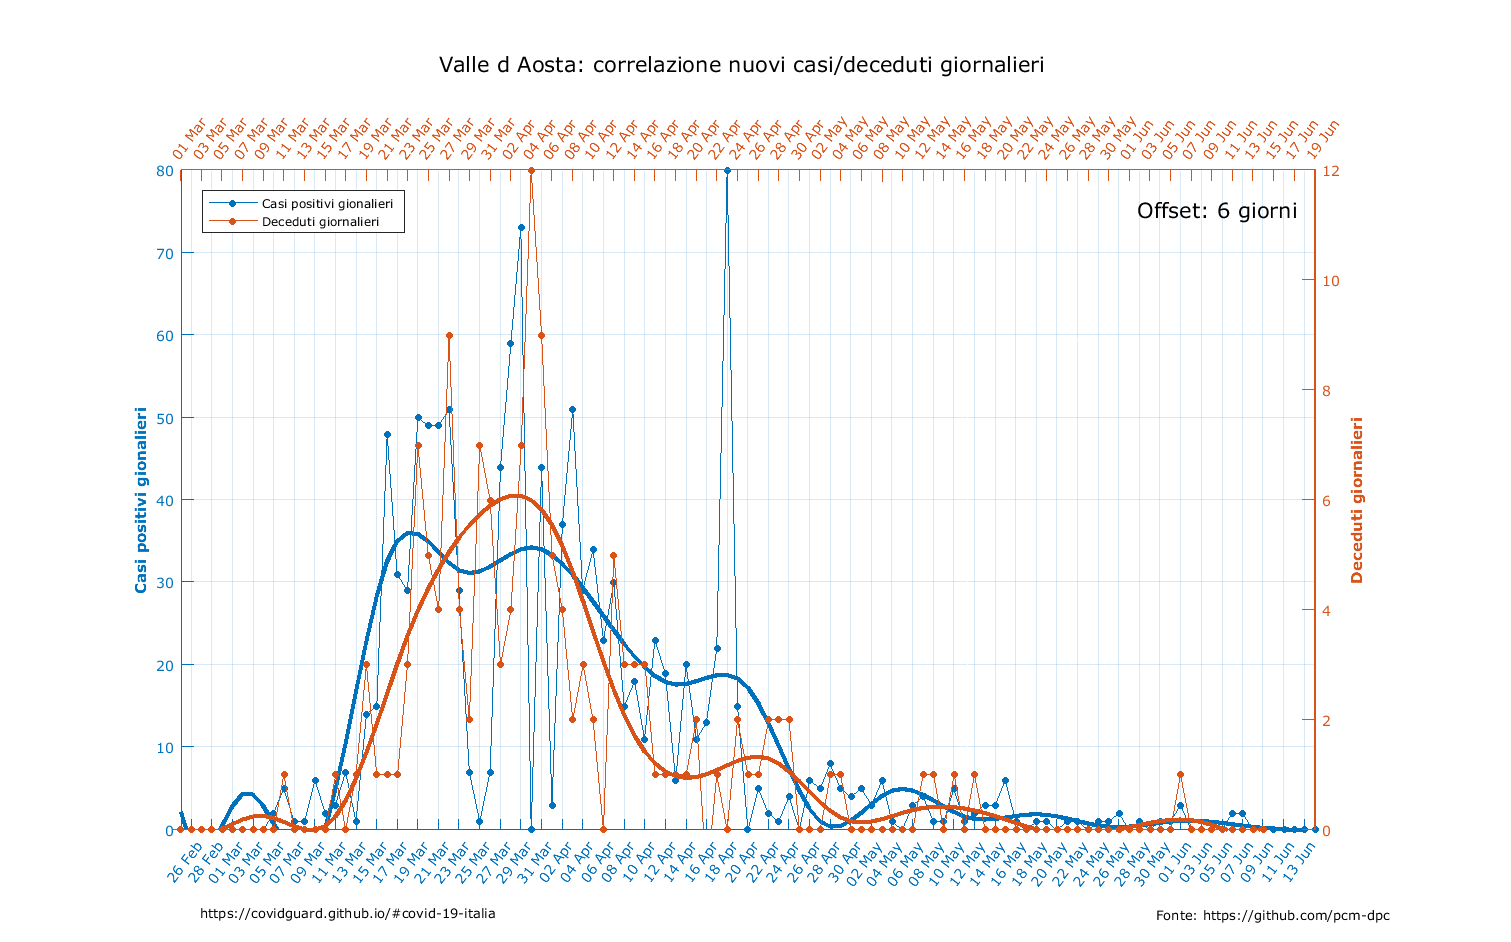 Valle d Aosta: correlazione nuovi casi/deceduti giornalieri
01 Mar 03 Mar 05 Mar 07 Mar 09 Mar 11 Mar 13 Mar 15 Mar 17 Mar 19 Mar 21 Mar 23 Mar 25 Mar 27 Mar 29 Mar 31 Mar 02 Apr 04 Apr 06 Apr 08 Apr 10 Apr 12 Apr 14 Apr 16 Apr 18 Apr 20 Apr 22 Apr 24 Apr 26 Apr 28 Apr 30 Apr 02 May 04 May 06 May 08 May 10 May 12 May 14 May 16 May 18 May 20 May 22 May 24 May 26 May 28 May 30 May 01 Jun 03 Jun 05 Jun 07 Jun 09 Jun 11 Jun 13 Jun 15 Jun 17 Jun 19 Jun
Casi positivi gionalieri
Deceduti giornalieri
Offset: 6 giorni
80
70
60
50
40
30
20
10
0
Casi positivi gionalieri
12
10
8
6
4
2
0
Deceduti giornalieri
26 Feb 28 Feb 01 Mar 03 Mar 05 Mar 07 Mar 09 Mar 11 Mar 13 Mar 15 Mar 17 Mar 19 Mar 21 Mar 23 Mar 25 Mar 27 Mar 29 Mar 31 Mar 02 Apr 04 Apr 06 Apr 08 Apr 10 Apr 12 Apr 14 Apr 16 Apr 18 Apr 20 Apr 22 Apr 24 Apr 26 Apr 28 Apr 30 Apr 02 May 04 May 06 May 08 May 10 May 12 May 14 May 16 May 18 May 20 May 22 May 24 May 26 May 28 May 30 May 01 Jun 03 Jun 05 Jun 07 Jun 09 Jun 11 Jun 13 Jun
https://covidguard.github.io/#covid-19-italia
Fonte: https://github.com/pcm-dpc